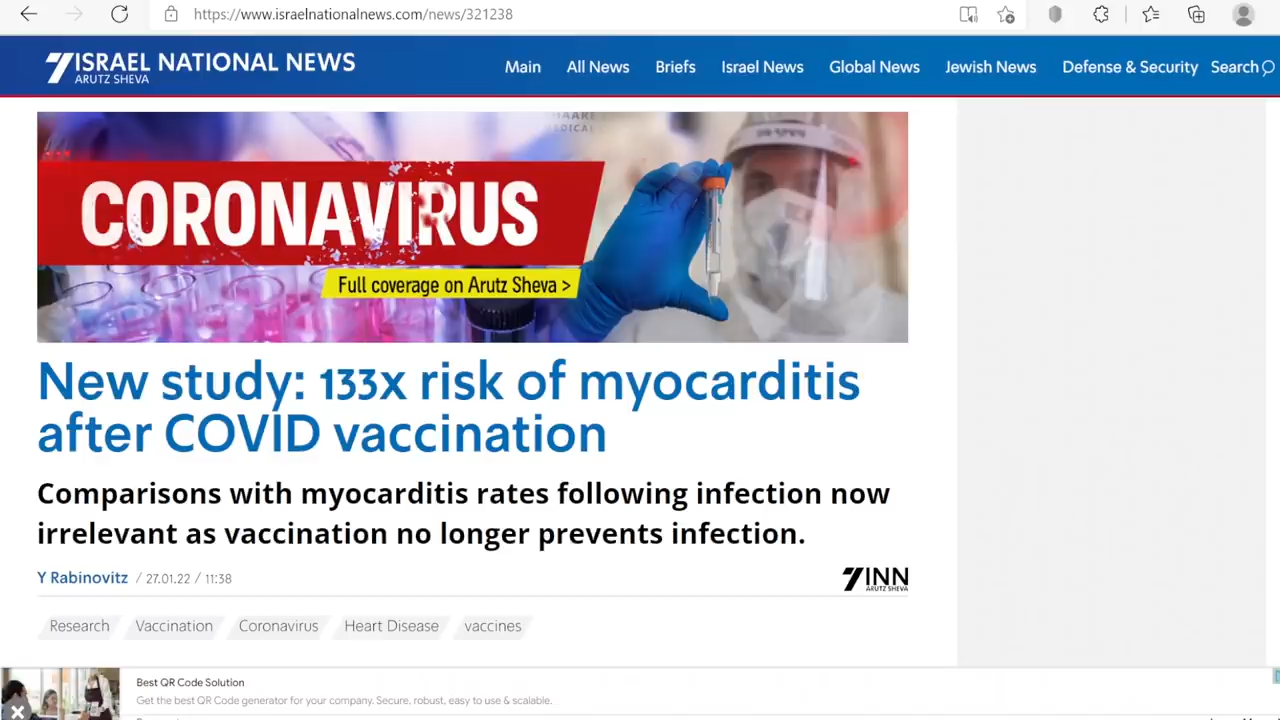 https://www.israelnationalnews.com/news/321238
7 ISRAEL NATIONAL NEWS
ARUTZ SHEVA
Main All News Briefs Israel News Global News Jewish News Defense & Security Search
MEDICAL
CORONAVIRUS
Full coverage on Arutz Sheva >
New study: 133x risk of myocarditis
after COVID vaccination
Comparisons with myocarditis rates following infection now
irrelevant as vaccination no longer prevents infection.
Y Rabinovitz / 27.01.22 / 11:38
7 INN
ARUTZ SHEVA
Research Vaccination Coronavirus Heart Disease vaccines
Best QR Code Solution
Get the best QR Code generator for your company. Secure, robust, easy to use & scalable.